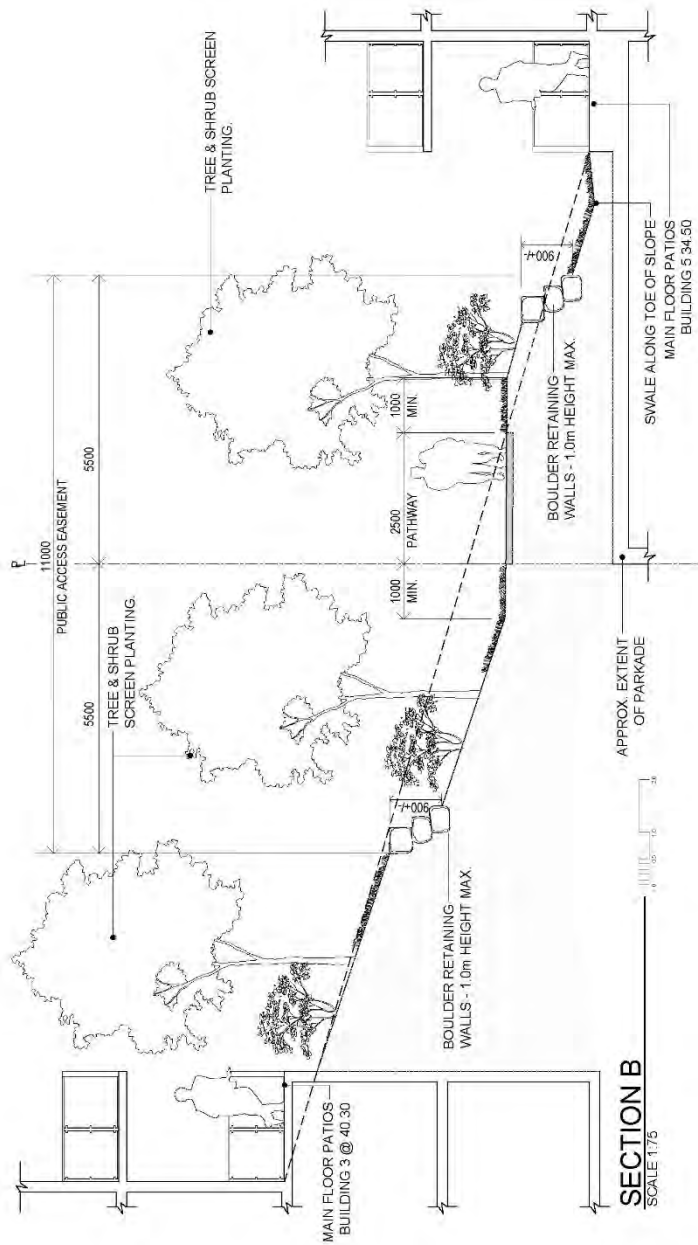 PL
11000
PUBLIC ACCESS EASEMENT
5500
5500
TREE & SHRUB
SCREEN PLANTING.
TREE & SHRUB SCREEN
PLANTING.
1000
MIN.
2500
PATHWAY
1000
MIN.
900+/-
900+/-
MAIN FLOOR PATIOS
BUILDING 3 @ 40.30
BOULDER RETAINING
WALLS - 1.0m HEIGHT MAX.
BOULDER RETAINING
WALLS - 1.0m HEIGHT MAX.
SWALE ALONG TOE OF SLOPE
MAIN FLOOR PATIOS
BUILDING 5 34.50
APPROX. EXTENT
OF PARKADE
SECTION B
SCALE 1:75